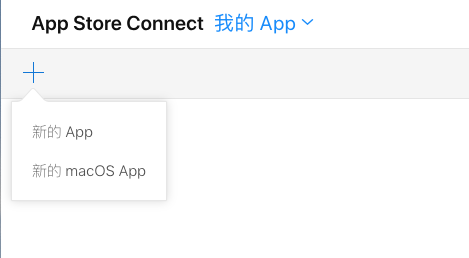 App Store Connect 我的 App
新的 App
新的 macOS App